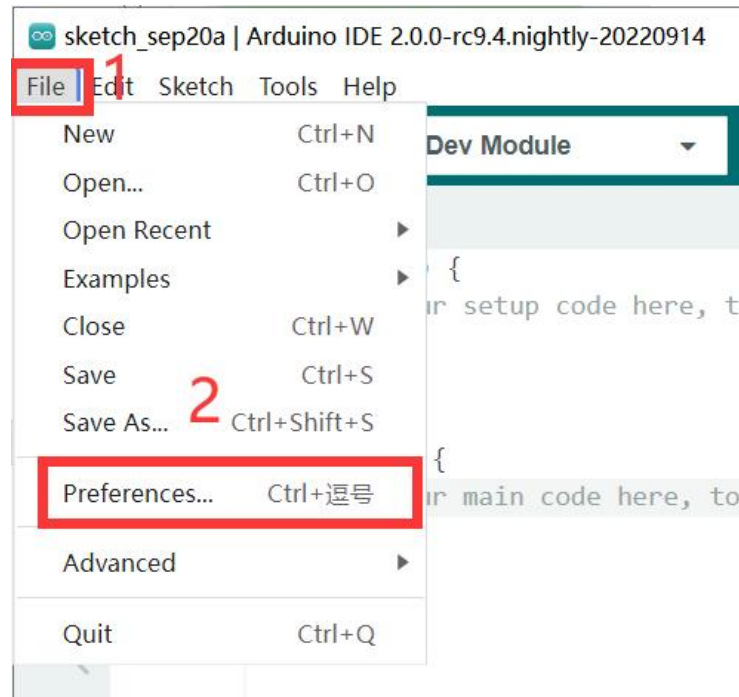 sketch_sep20a | Arduino IDE 2.0.0-rc9.4.nightly-20220914
File Edit Sketch Tools Help
1
New Ctrl+N
Dev Module
Open... Ctrl+O
Open Recent
{
Examples
setup code here, t
Close Ctrl+W
Save Ctrl+S
2
Save As... Ctrl+Shift+S
{
Preferences... Ctrl+逗号
main code here, to
Advanced
Quit Ctrl+Q